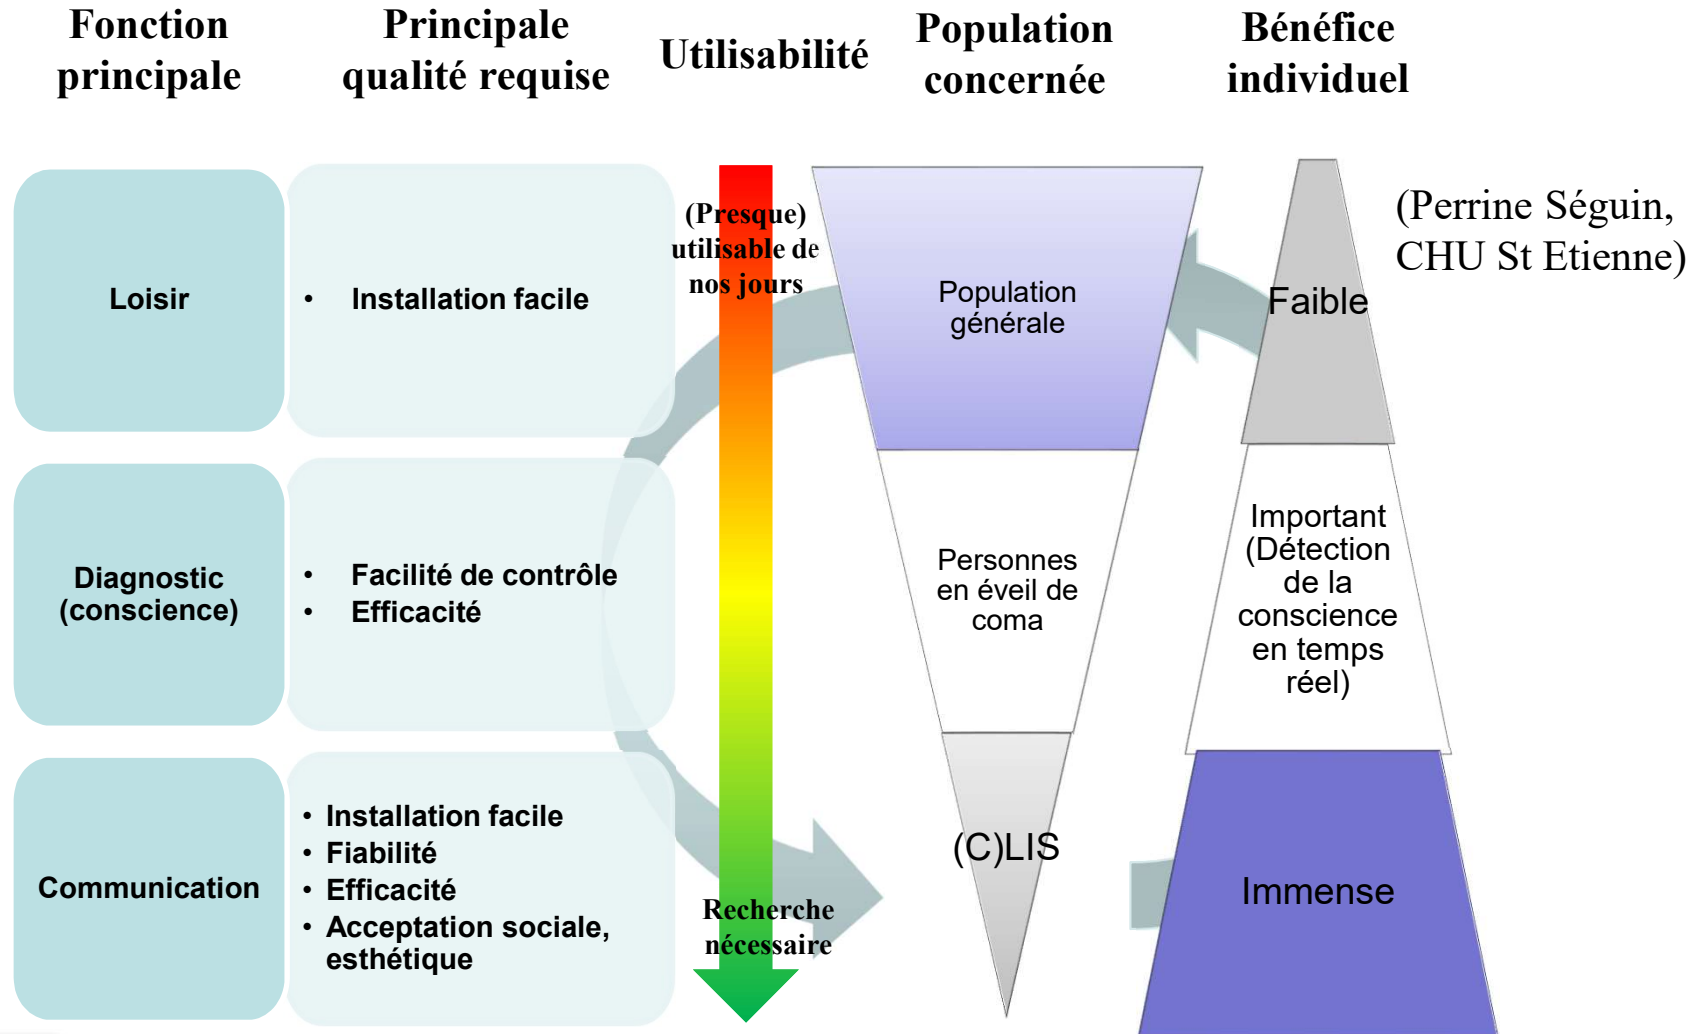 Fonction
principale
Principale
qualité requise
Utilisabilité
Population
concernée
Bénéfice
individuel
(Perrine Séguin,
CHU St Etienne)
Loisir
• Installation facile
(Presque)
utilisable de
nos jours
Population
générale
Faible
Diagnostic
(conscience)
• Facilité de contrôle
• Efficacité
Personnes
en éveil de
coma
Important
(Détection
de la
conscience
en temps
réel)
Communication
• Installation facile
• Fiabilité
• Efficacité
• Acceptation sociale,
esthétique
Recherche
nécessaire
(C)LIS
Immense